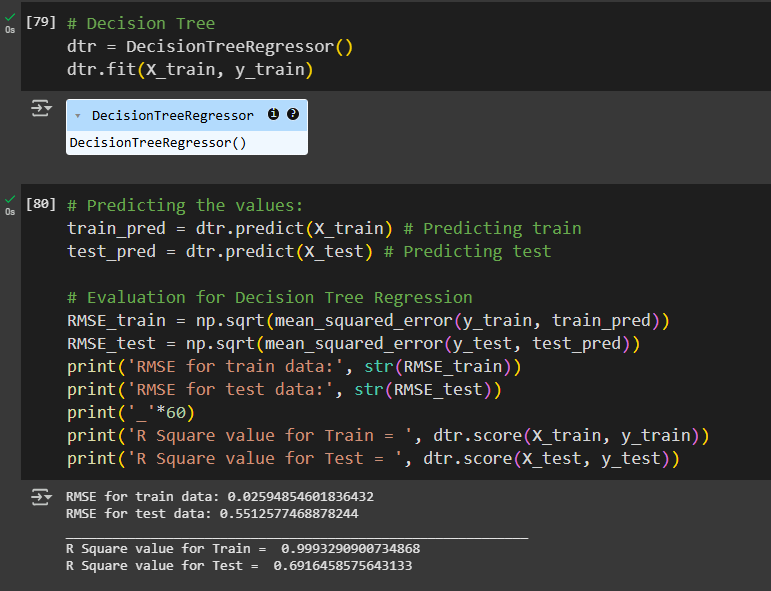 [79] # Decision Tree
0s
dtr = DecisionTreeRegressor()
dtr.fit(X_train, y_train)
DecisionTreeRegressor i ?
DecisionTreeRegressor()
[80] # Predicting the values:
0s
train_pred = dtr.predict(X_train) # Predicting train
test_pred = dtr.predict(X_test) # Predicting test
# Evaluation for Decision Tree Regression
RMSE_train = np.sqrt(mean_squared_error(y_train, train_pred))
RMSE_test = np.sqrt(mean_squared_error(y_test, test_pred))
print('RMSE for train data:', str(RMSE_train))
print('RMSE for test data:', str(RMSE_test))
print('_'*60)
print('R Square value for Train = ', dtr.score(X_train, y_train))
print('R Square value for Test = ', dtr.score(X_test, y_test))
RMSE for train data: 0.02594854601836432
RMSE for test data: 0.5512577468878244
____________________________________________________________
R Square value for Train =  0.9993290900734868
R Square value for Test =  0.6916458575643133